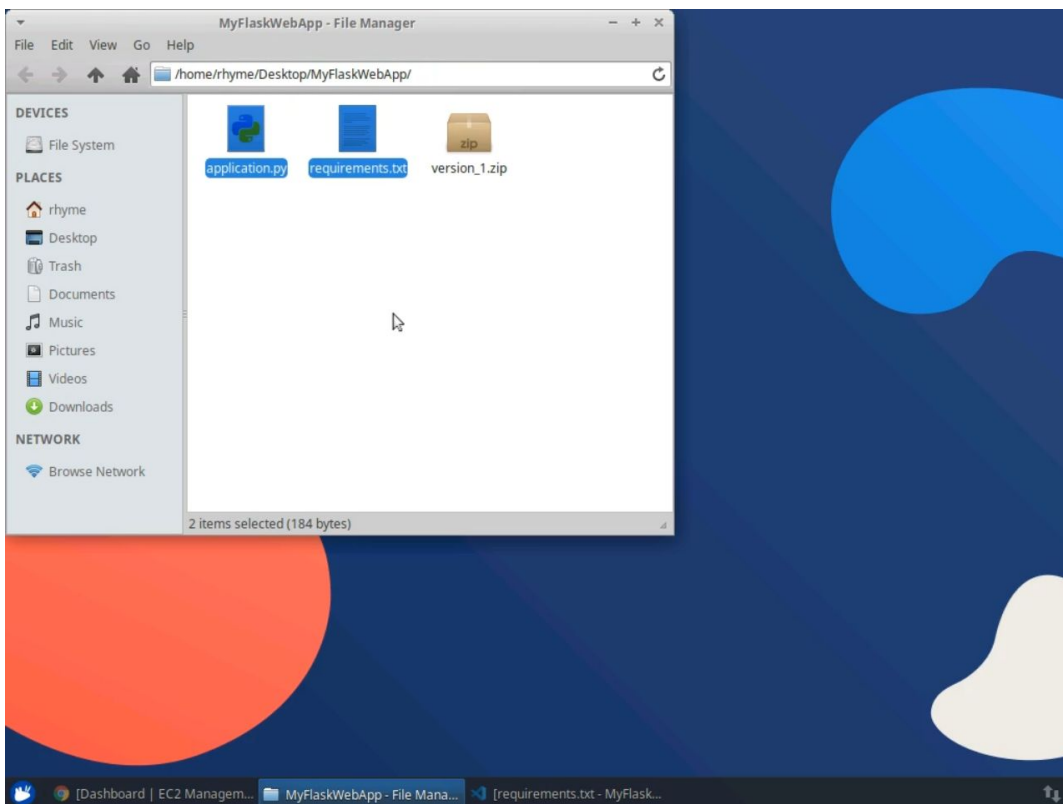 MyFlaskWebApp - File Manager
File Edit View Go Help
/home/rhyme/Desktop/MyFlaskWebApp/
DEVICES
File System
PLACES
rhyme
Desktop
Trash
Documents
Music
Pictures
Videos
Downloads
NETWORK
Browse Network
zip
application.py requirements.txt version_1.zip
2 items selected (184 bytes)
[Dashboard | EC2 Managem... MyFlaskWebApp - File Mana... [requirements.txt - MyFlask...